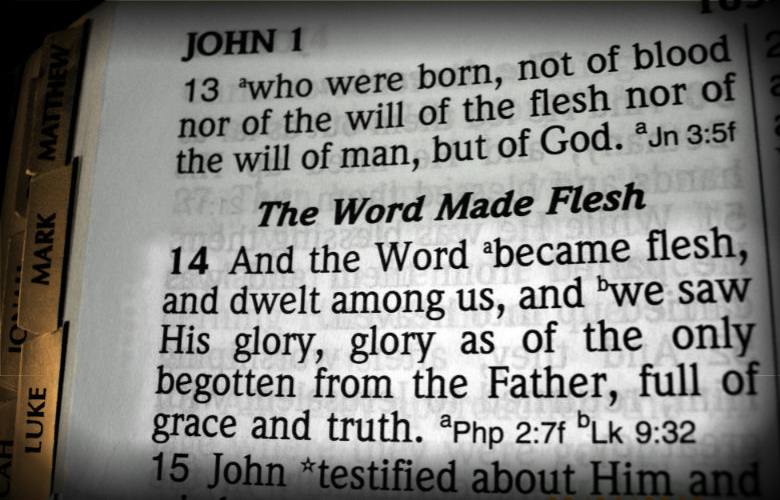 JOHN 1
13 ᵃwho were born, not of blood
nor of the will of the flesh nor of
the will of man, but of God. ᵃJn 3:5f
The Word Made Flesh
14 And the Word ᵃbecame flesh,
and dwelt among us, and ᵇwe saw
His glory, glory as of the only
begotten from the Father, full of
grace and truth. ᵃPhp 2:7f ᵇLk 9:32
15 John *testified about Him and
MATTHEW
MARK
LUKE